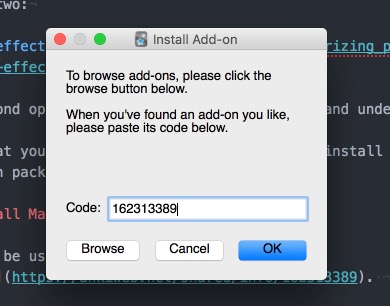 two:
effect
rizing p
-effec
Install Add-on
To browse add-ons, please click the
browse button below.
When you've found an add-on you like,
please paste its code below.
ond op
and unde
at you
install
n pack
Code: 162313389
all Ma
Browse Cancel OK
be us